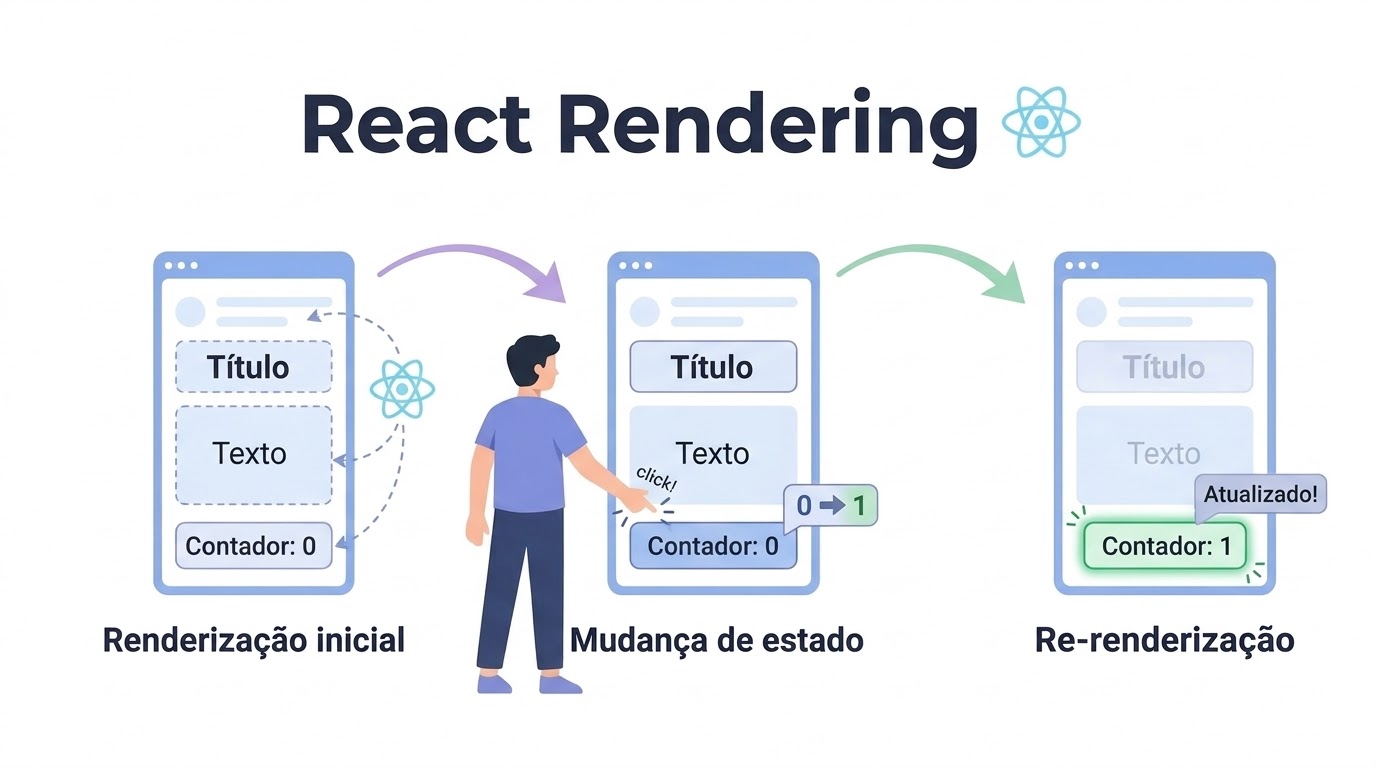 React Rendering
Título
Texto
Contador: 0
Renderização inicial
Título
Texto
click!
0 → 1
Contador: 0
Mudança de estado
Título
Texto
Atualizado!
Contador: 1
Re-renderização